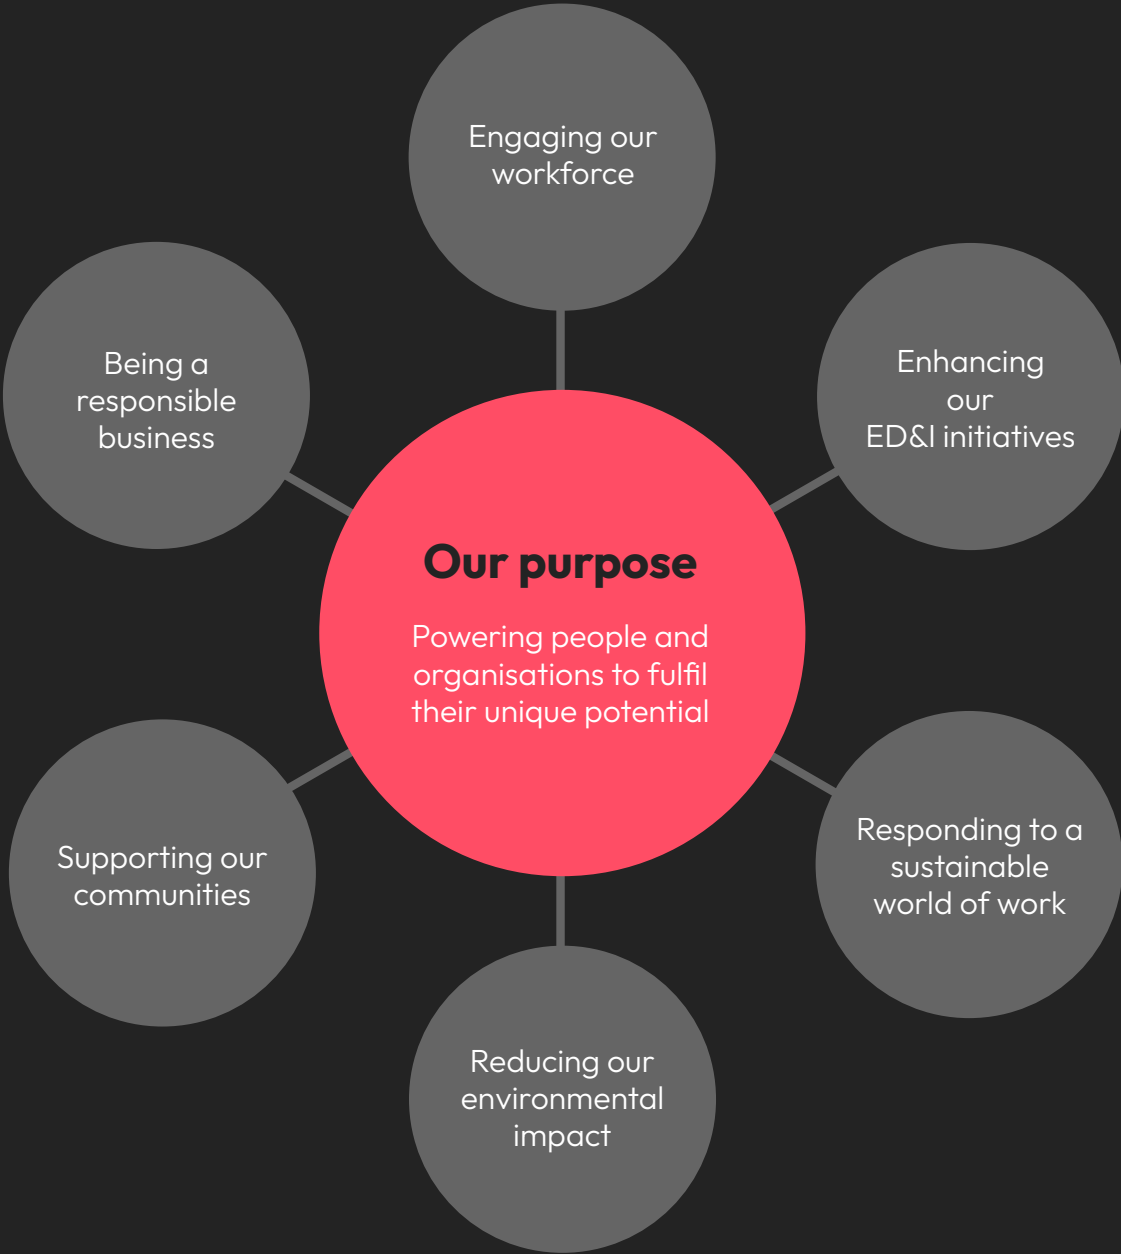 Engaging our
workforce
Being a
responsible
business
Enhancing
our
ED&I initiatives
Our purpose
Powering people and
organisations to fulfil
their unique potential
Supporting our
communities
Responding to a
sustainable
world of work
Reducing our
environmental
impact